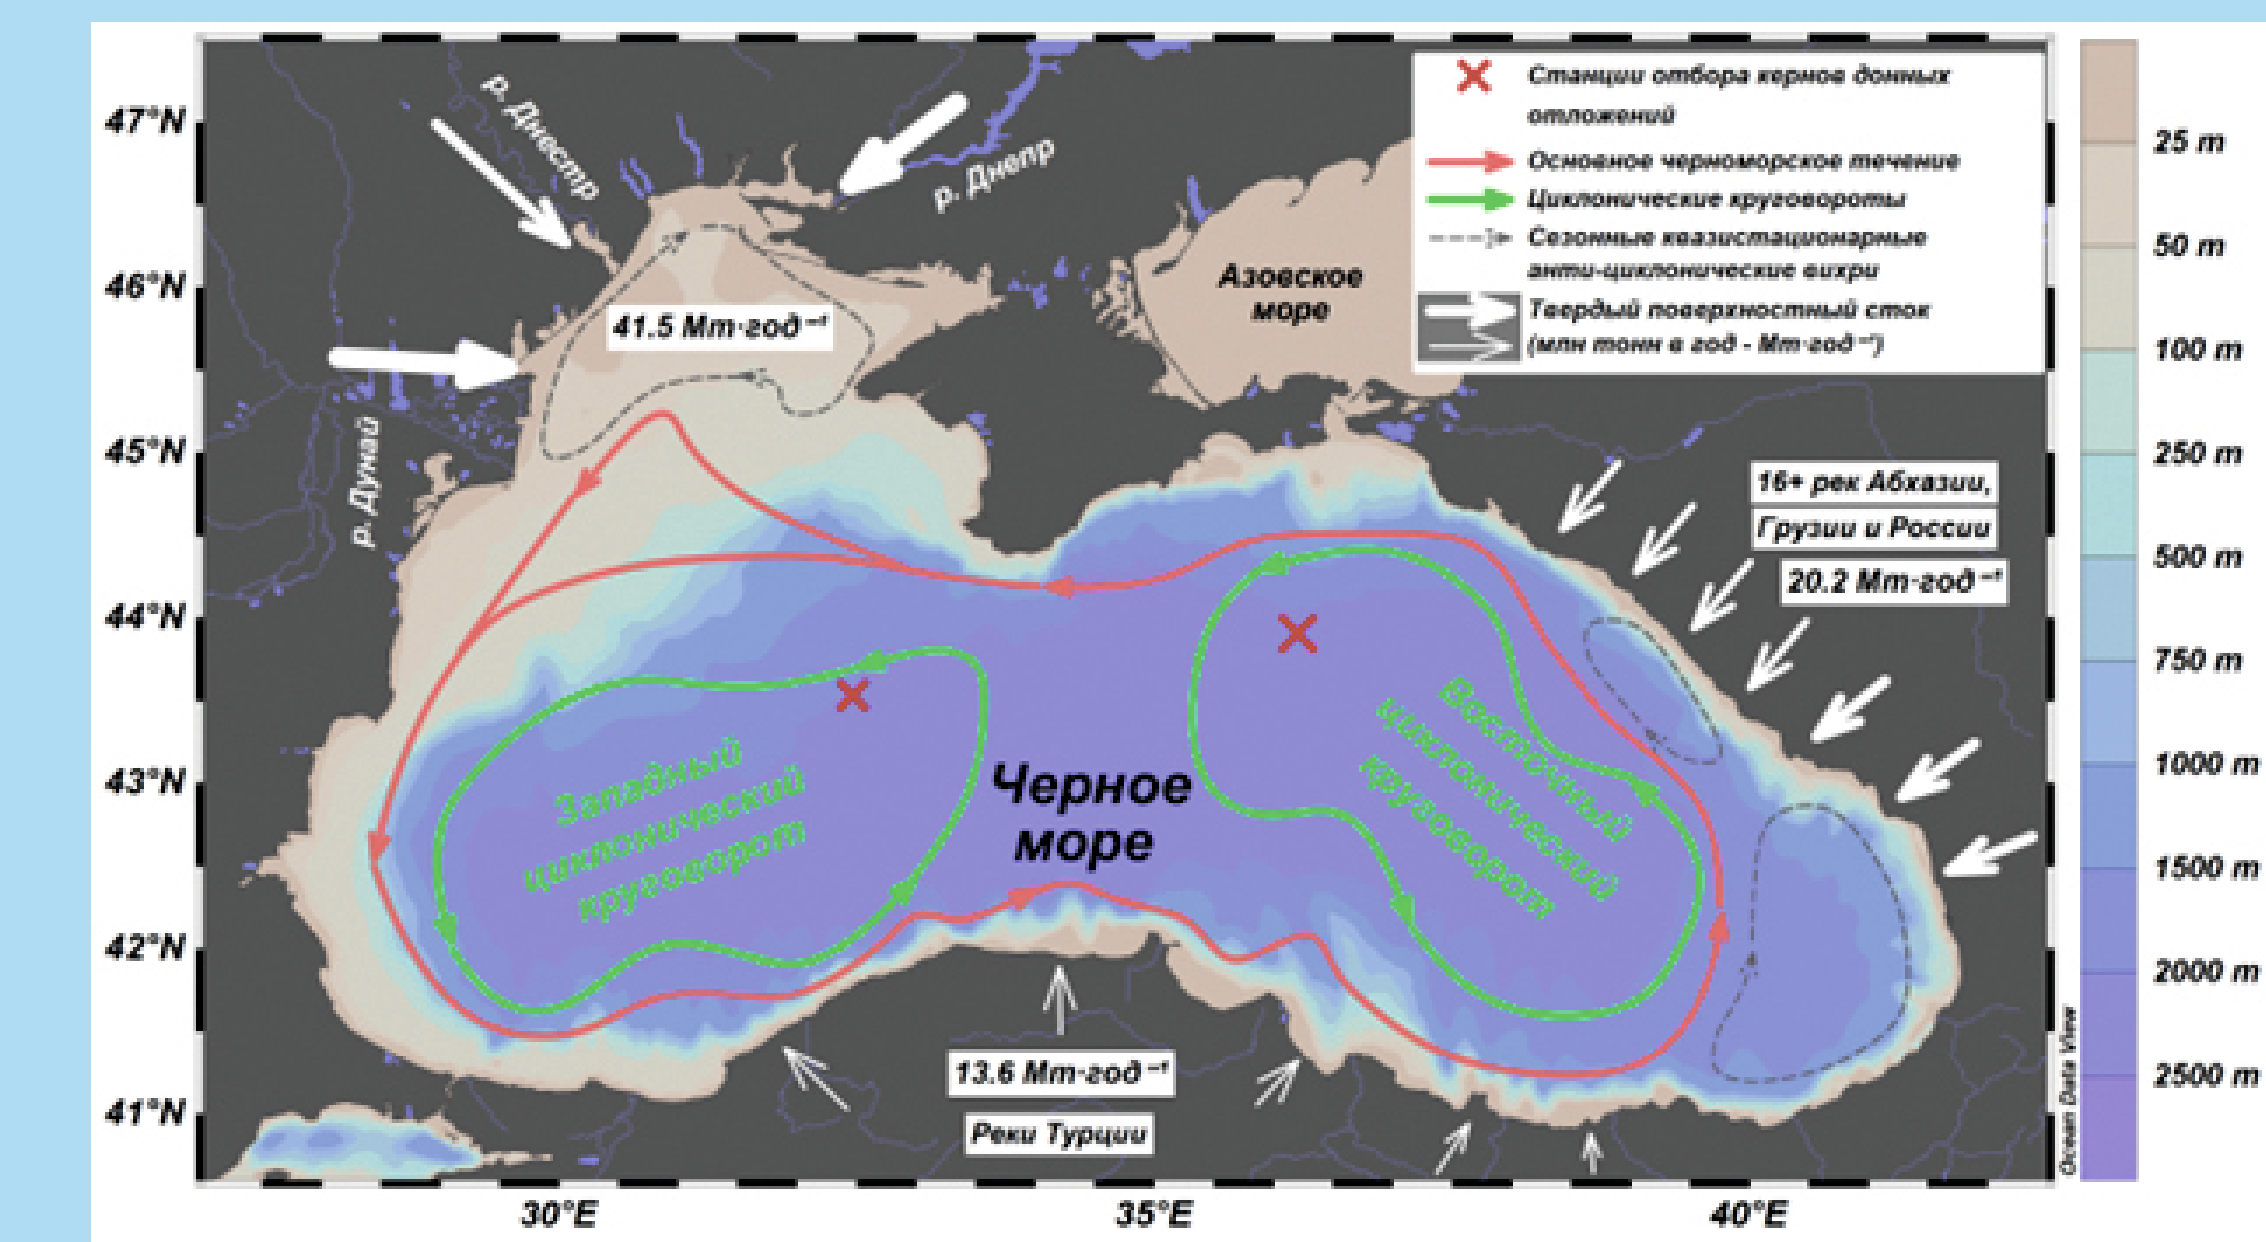 47°N
46°N
45°N
44°N
43°N
42°N
41°N
30°E
35°E
40°E
р. Днестр
р. Днепр
р. Дунай
41.5 Мт·год⁻¹
Азовское
море
Станции отбора кернов донных
отложений
Основное черноморское течение
Циклонические круговороты
Сезонные квазистационарные
анти-циклонические вихри
Твердый поверхностный сток
(млн тонн в год - Мт·год⁻¹)
16+ рек Абхазии,
Грузии и России
20.2 Мт·год⁻¹
Западный
циклонический
круговорот
Черное
море
Восточный
циклонический
круговорот
13.6 Мт·год⁻¹
Реки Турции
Ocean Data View
25 m
50 m
100 m
250 m
500 m
750 m
1000 m
1500 m
2000 m
2500 m